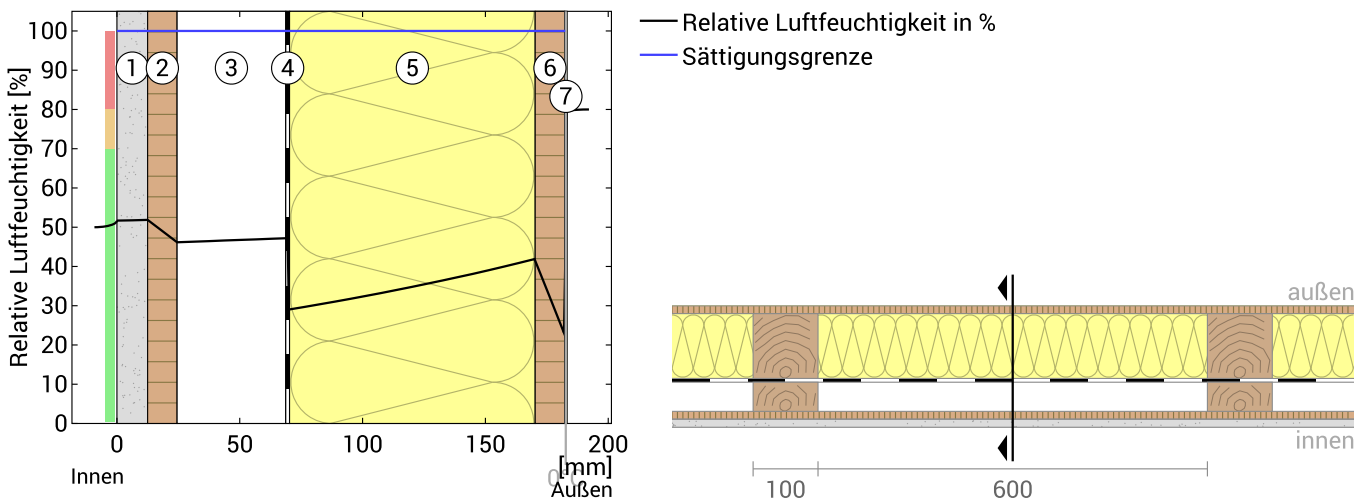 Relative Luftfeuchtigkeit [%]
100
90
80
70
60
50
40
30
20
10
0
1 2 3 4 5 6
7
0 50 100 150 200
[mm]
Innen
Außen
Relative Luftfeuchtigkeit in %
Sättigungsgrenze
außen
innen
100 600